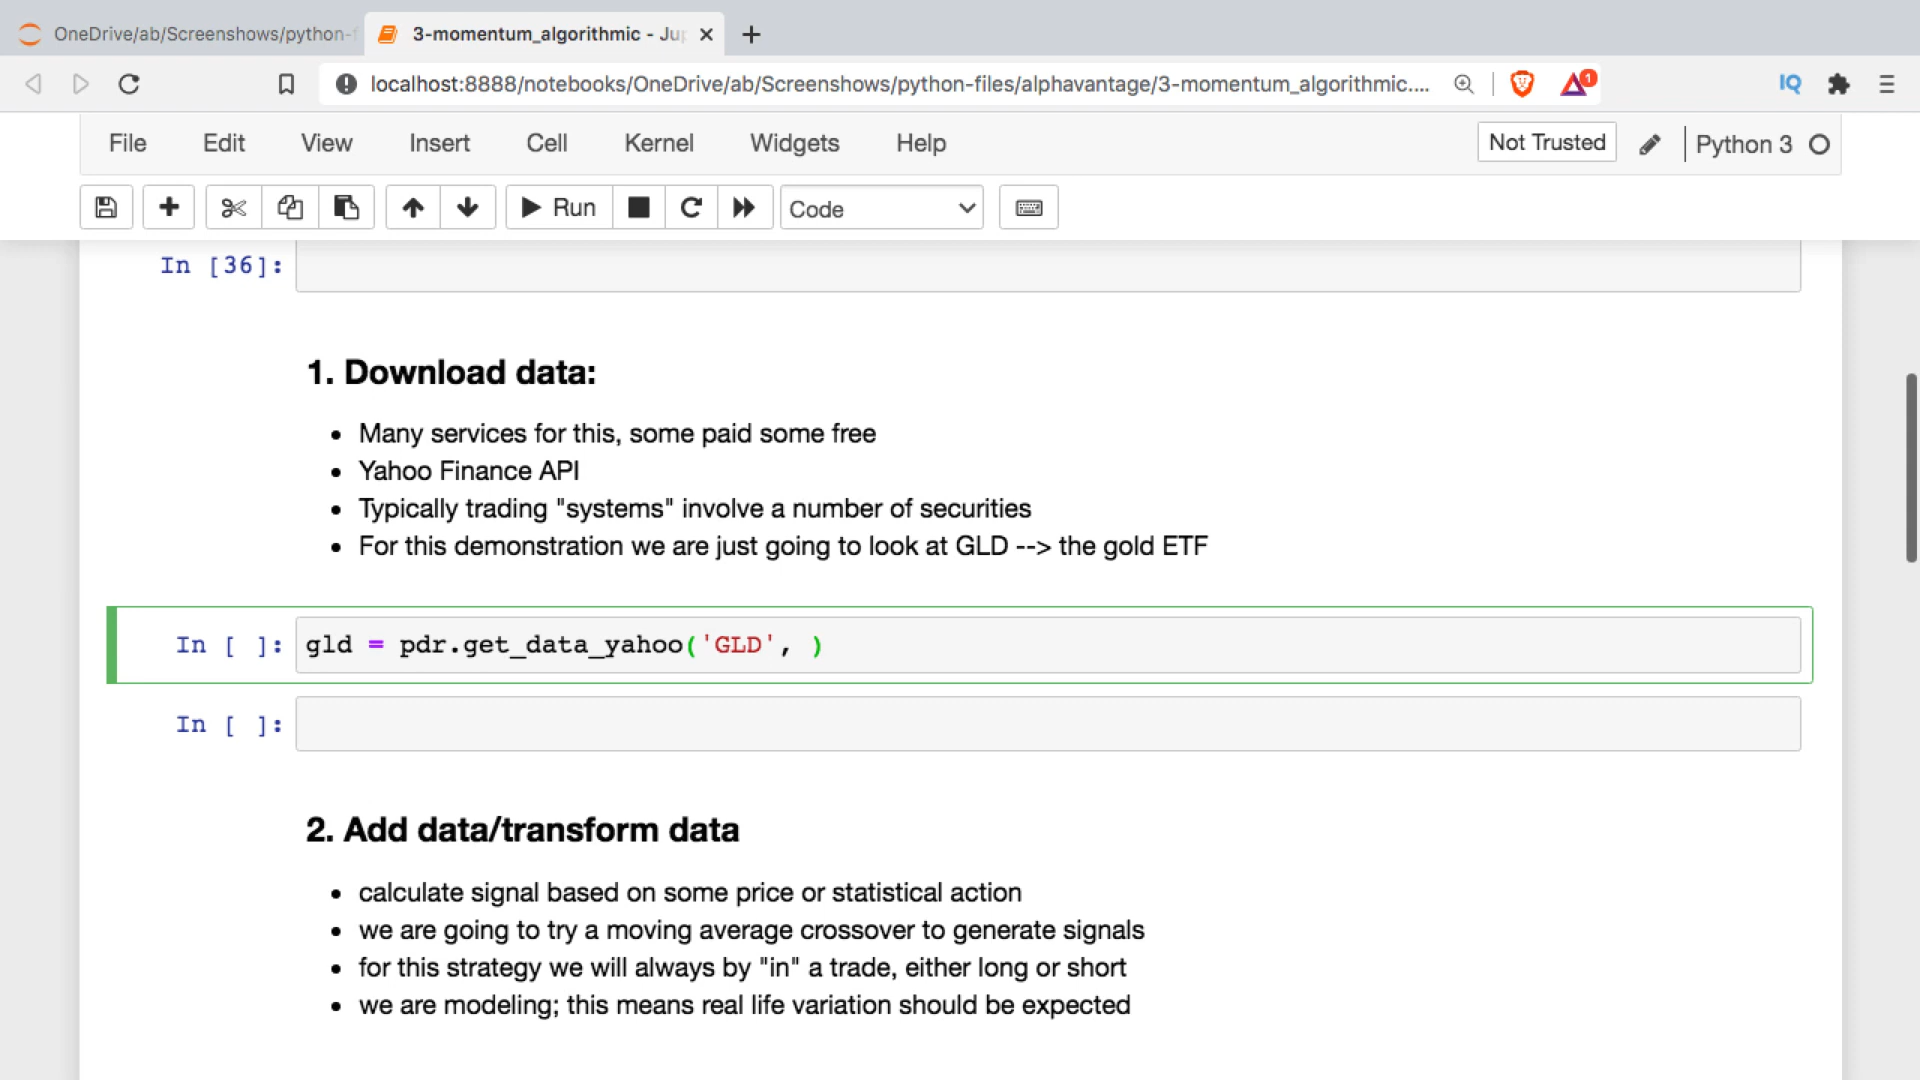 OneDrive/ab/Screenshows/python-f
3-momentum_algorithmic - Ju
localhost:8888/notebooks/OneDrive/ab/Screenshows/python-files/alphavantage/3-momentum_algorithmic....
1
IQ
File Edit View Insert Cell Kernel Widgets Help
Not Trusted
Python 3
Run
Code
In [36]:
1. Download data:
• Many services for this, some paid some free
• Yahoo Finance API
• Typically trading "systems" involve a number of securities
• For this demonstration we are just going to look at GLD --> the gold ETF
In [ ]: gld = pdr.get_data_yahoo('GLD', )
In [ ]:
2. Add data/transform data
• calculate signal based on some price or statistical action
• we are going to try a moving average crossover to generate signals
• for this strategy we will always by "in" a trade, either long or short
• we are modeling; this means real life variation should be expected